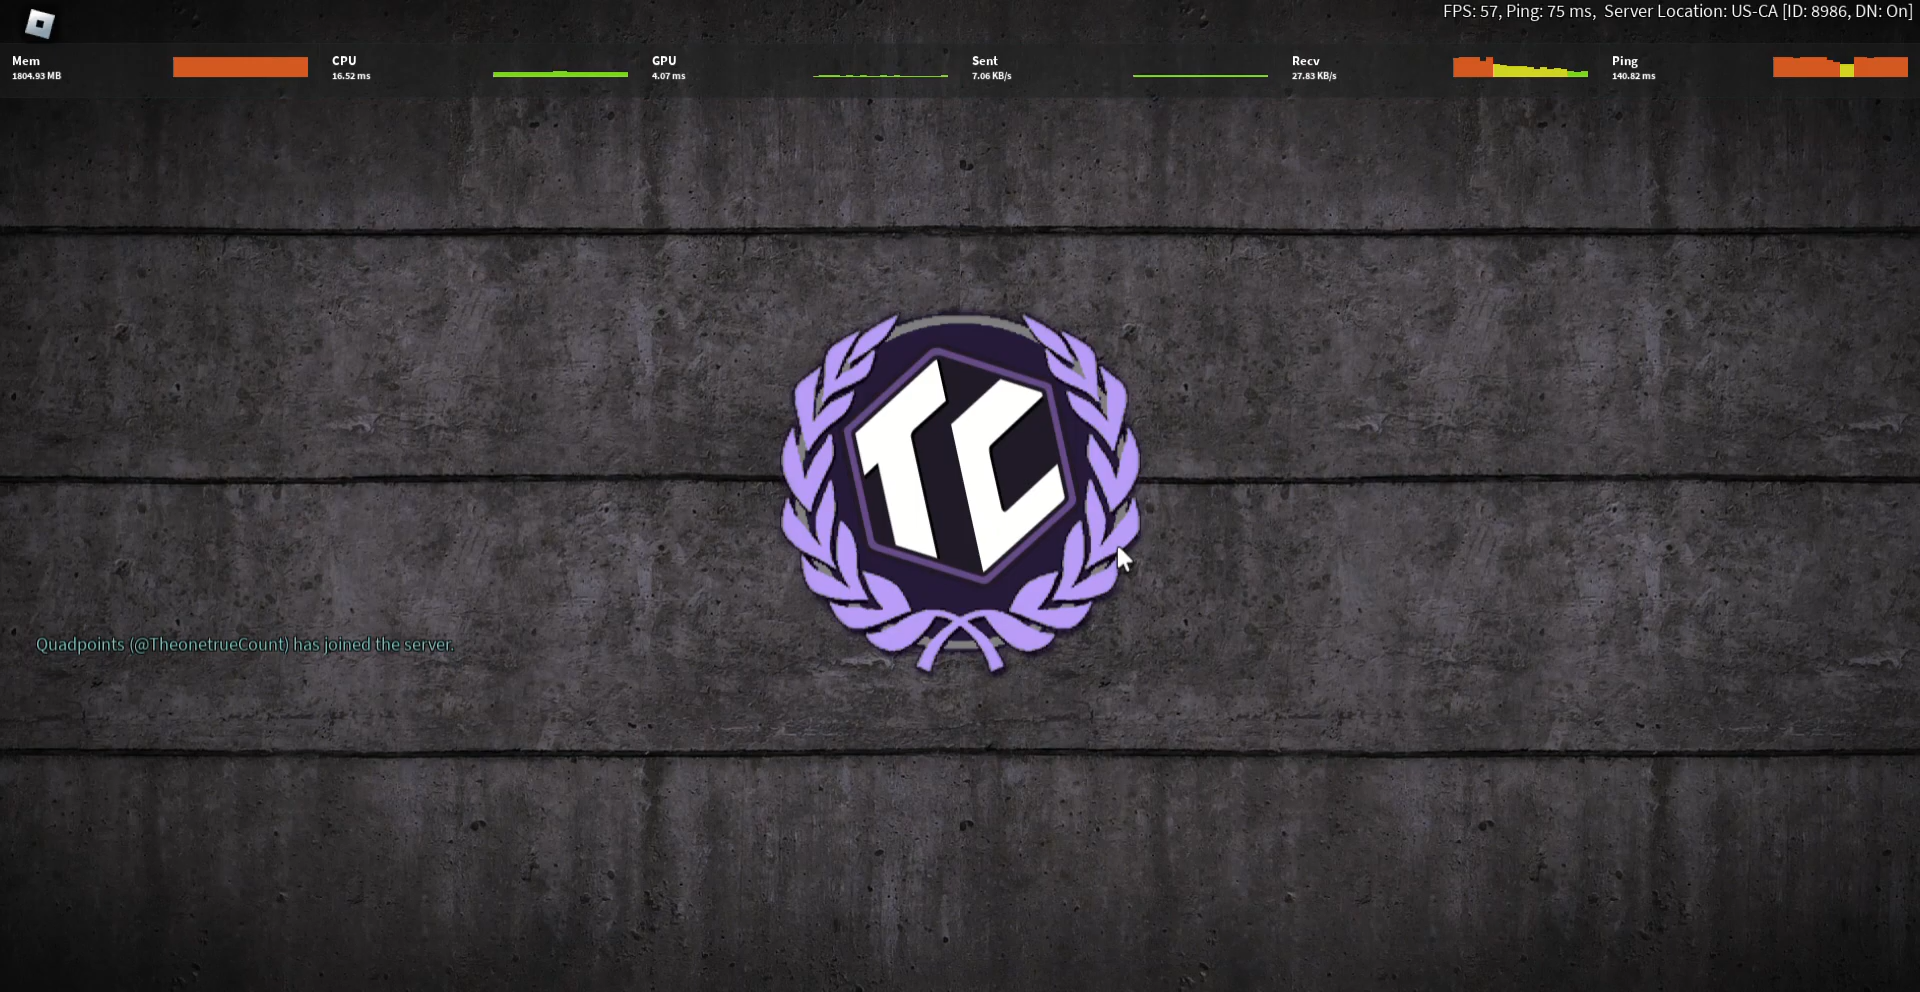 FPS: 57, Ping: 75 ms, Server Location: US-CA [ID: 8986, DN: On]
Mem
1804.93 MB
CPU
16.52 ms
GPU
4.07 ms
Sent
7.06 KB/s
Recv
27.83 KB/s
Ping
140.82 ms
TC
Quadpoints (@TheonetrueCount) has joined the server.